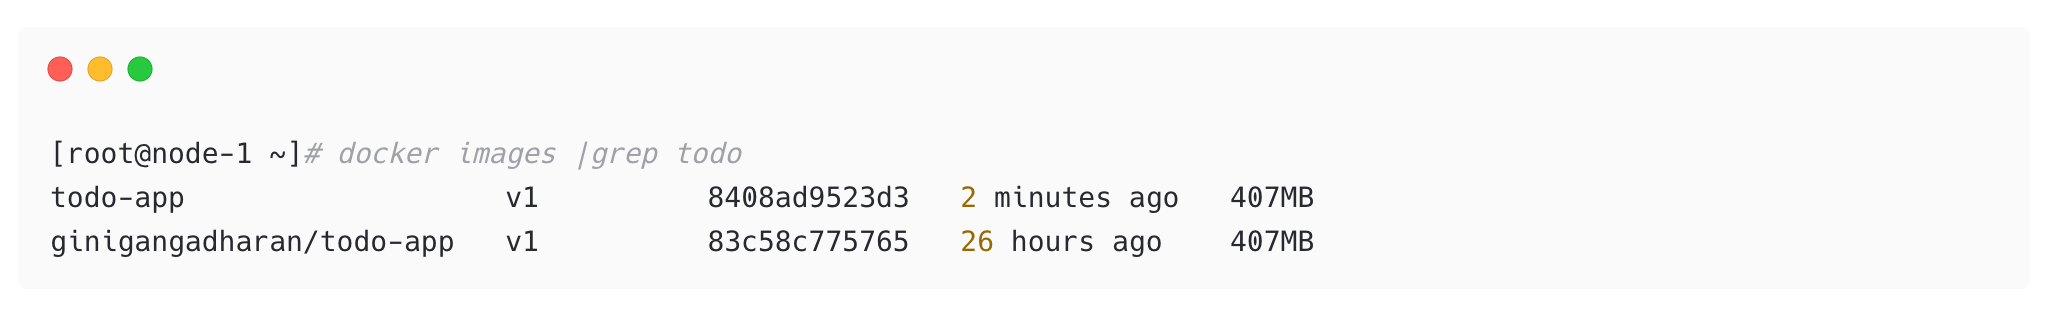 [root@node-1 ~]# docker images |grep todo
todo-app                   v1          8408ad9523d3   2 minutes ago   407MB
ginigangadharan/todo-app   v1          83c58c775765   26 hours ago    407MB